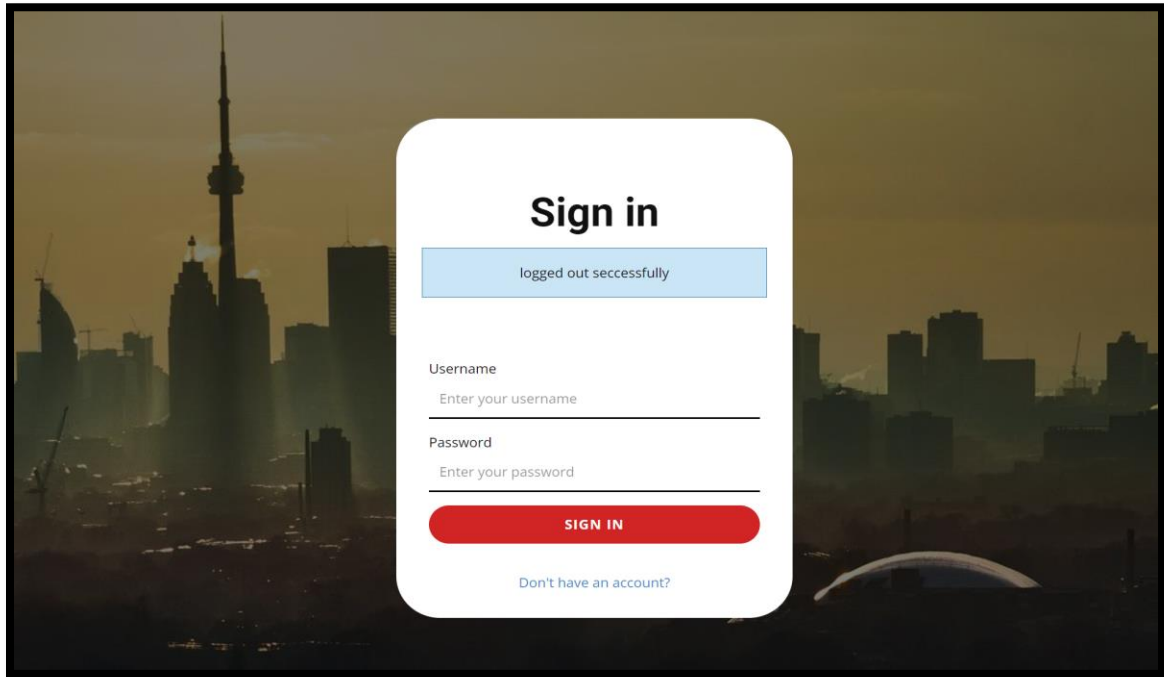 Sign in
logged out seccessfully
Username
Enter your username
Password
Enter your password
SIGN IN
Don't have an account?